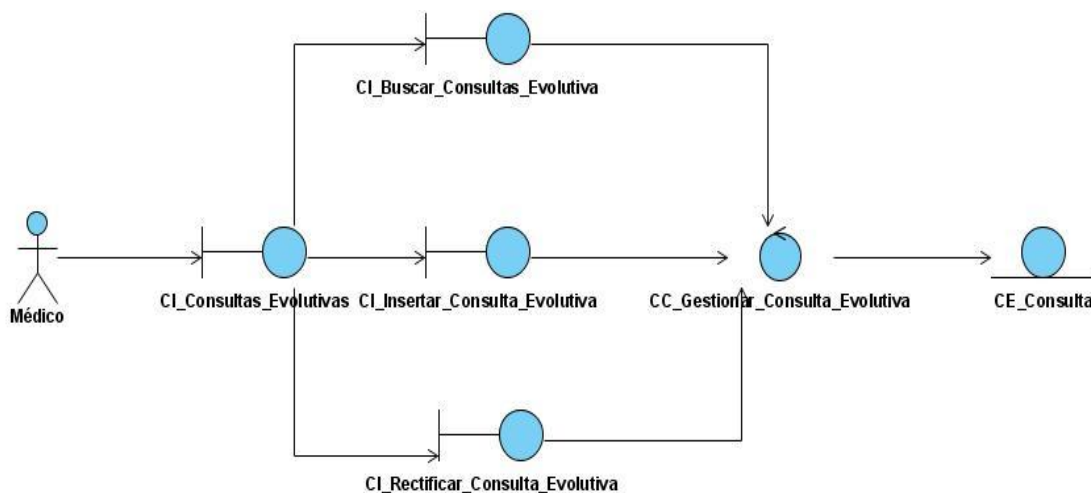 CI_Buscar_Consultas_Evolutiva
Médico
CI_Consultas_Evolutivas
CI_Insertar_Consulta_Evolutiva
CC_Gestionar_Consulta_Evolutiva
CE_Consulta
CI_Rectificar_Consulta_Evolutiva